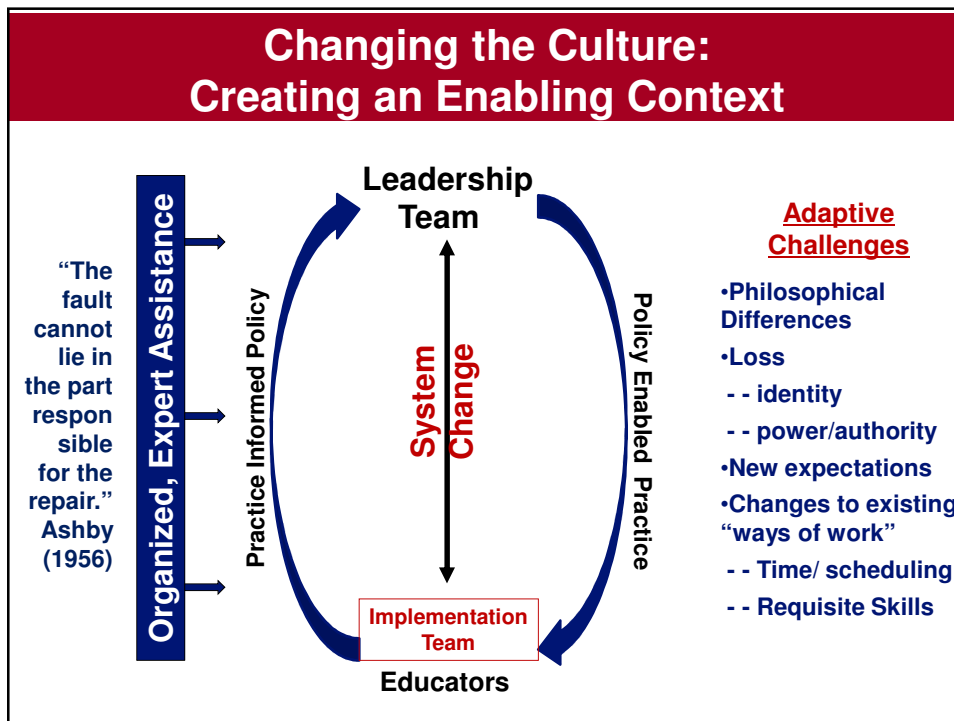 Changing the Culture:
Creating an Enabling Context
“The
fault
cannot
lie in
the part
respon
sible
for the
repair.”
Ashby
(1956)
Organized, Expert Assistance
Practice Informed Policy
Leadership
Team
System
Change
Implementation
Team
Educators
Policy Enabled Practice
Adaptive
Challenges
•Philosophical
Differences
•Loss
- - identity
- - power/authority
•New expectations
•Changes to existing
“ways of work”
- - Time/ scheduling
- - Requisite Skills